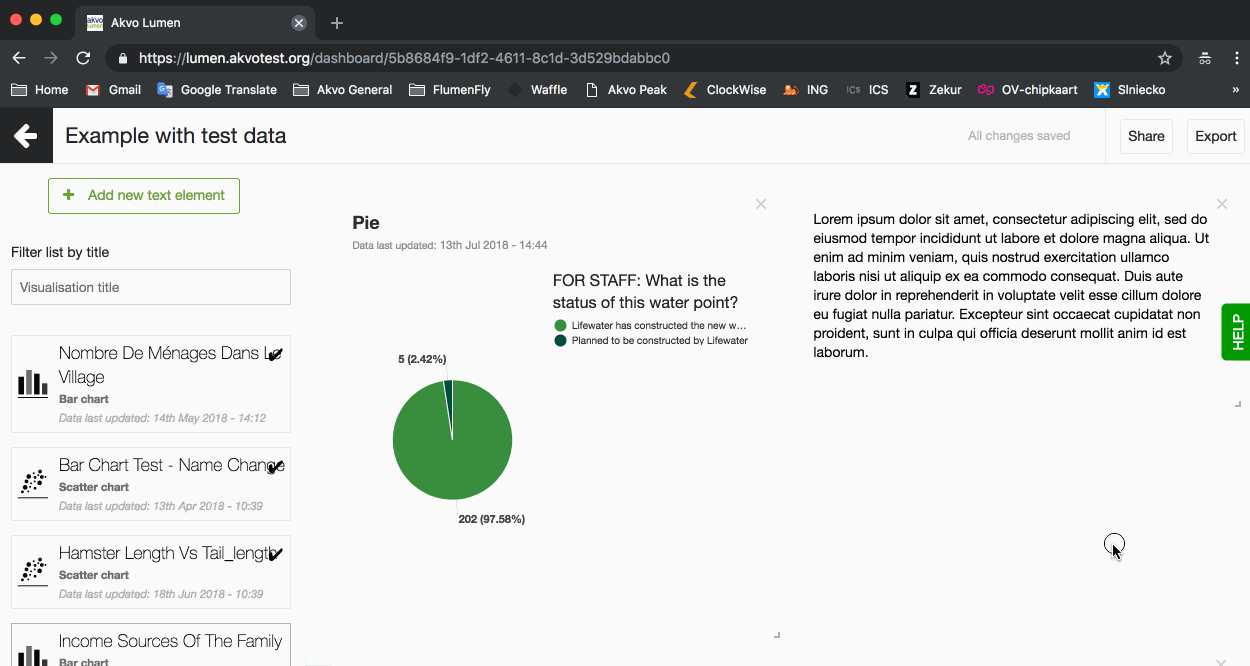 Akvo Lumen
https://lumen.akvotest.org/dashboard/5b8684f9-1df2-4611-8c1d-3d529bdabbc0
Home Gmail Google Translate Akvo General FlumenFly Waffle Akvo Peak ClockWise ING ICS ICS Zekur OV-chipkaart Slniecko »
Example with test data
All changes saved
Share
Export
+ Add new text element
Filter list by title
Visualisation title
Nombre De Ménages Dans Le
Village
Bar chart
Data last updated: 14th May 2018 - 14:12
Bar Chart Test - Name Change
Scatter chart
Data last updated: 13th Apr 2018 - 10:39
Hamster Length Vs Tail_length
Scatter chart
Data last updated: 18th Jun 2018 - 10:39
Income Sources Of The Family
Bar chart
Pie
Data last updated: 13th Jul 2018 - 14:44
FOR STAFF: What is the
status of this water point?
Lifewater has constructed the new w...
Planned to be constructed by Lifewater
5 (2.42%)
202 (97.58%)
Lorem ipsum dolor sit amet, consectetur adipiscing elit, sed do
eiusmod tempor incididunt ut labore et dolore magna aliqua. Ut
enim ad minim veniam, quis nostrud exercitation ullamco
laboris nisi ut aliquip ex ea commodo consequat. Duis aute
irure dolor in reprehenderit in voluptate velit esse cillum dolore
eu fugiat nulla pariatur. Excepteur sint occaecat cupidatat non
proident, sunt in culpa qui officia deserunt mollit anim id est
laborum.
HELP